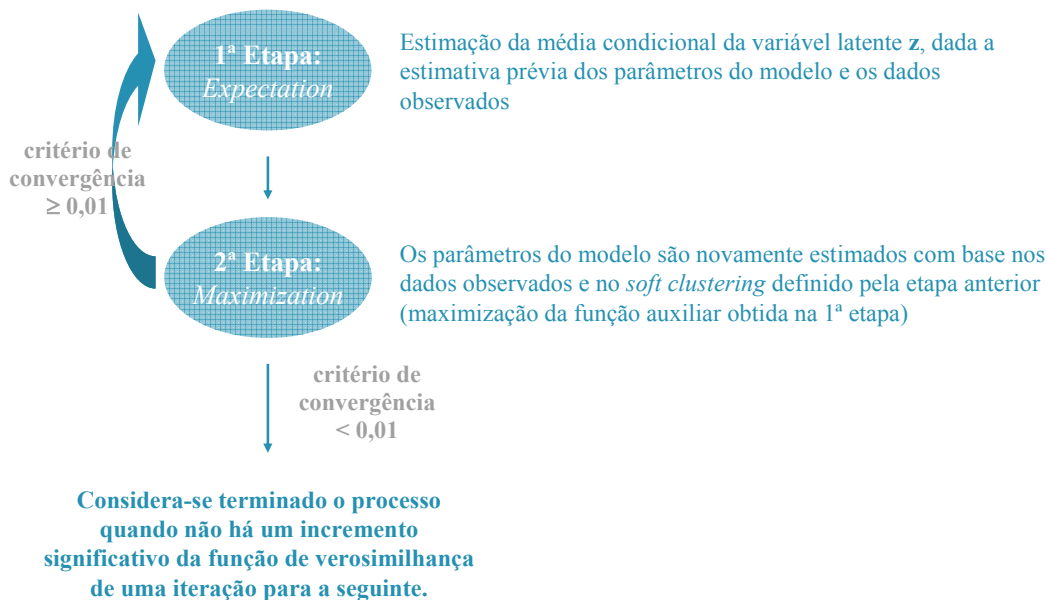 1ª Etapa:
Expectation
Estimação da média condicional da variável latente z, dada a
estimativa prévia dos parâmetros do modelo e os dados
observados
critério de
convergência
≥ 0,01
2ª Etapa:
Maximization
Os parâmetros do modelo são novamente estimados com base nos
dados observados e no soft clustering definido pela etapa anterior
(maximização da função auxiliar obtida na 1ª etapa)
critério de
convergência
< 0,01
Considera-se terminado o processo
quando não há um incremento
significativo da função de verosimilhança
de uma iteração para a seguinte.